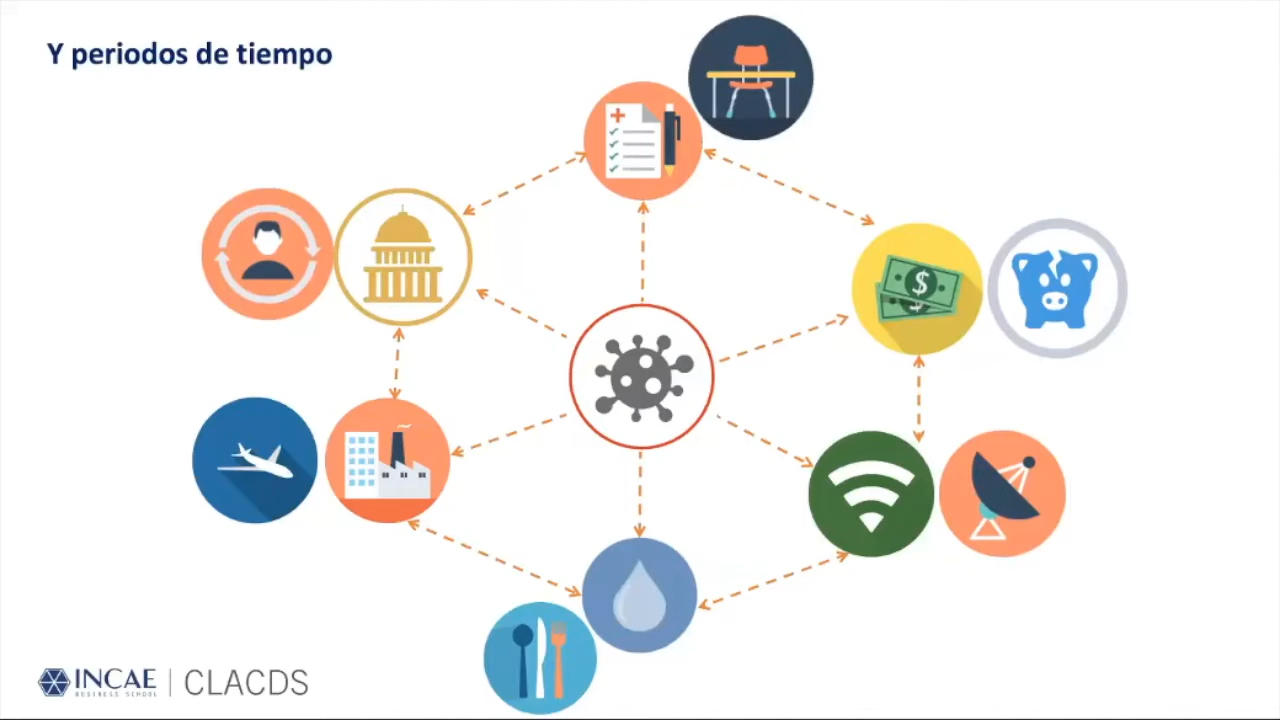 Y periodos de tiempo
$
$
INCAE | CLACDS
BUSINESS SCHOOL